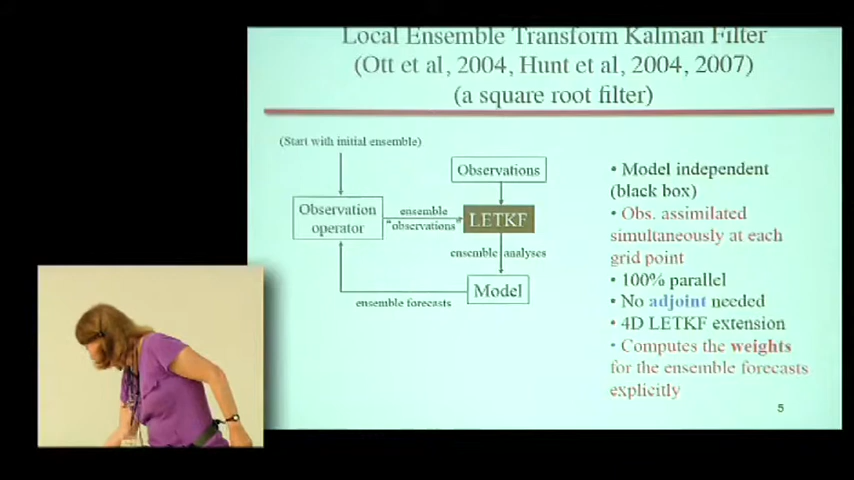 Local Ensemble Transform Kalman Filter
(Ott et al, 2004, Hunt et al, 2004, 2007)
(a square root filter)
(Start with initial ensemble)
Observations
Observation
operator
ensemble
"observations"
LETKF
ensemble analyses
Model
ensemble forecasts
• Model independent
(black box)
• Obs. assimilated
simultaneously at each
grid point
• 100% parallel
• No adjoint needed
• 4D LETKF extension
• Computes the weights
for the ensemble forecasts
explicitly
5